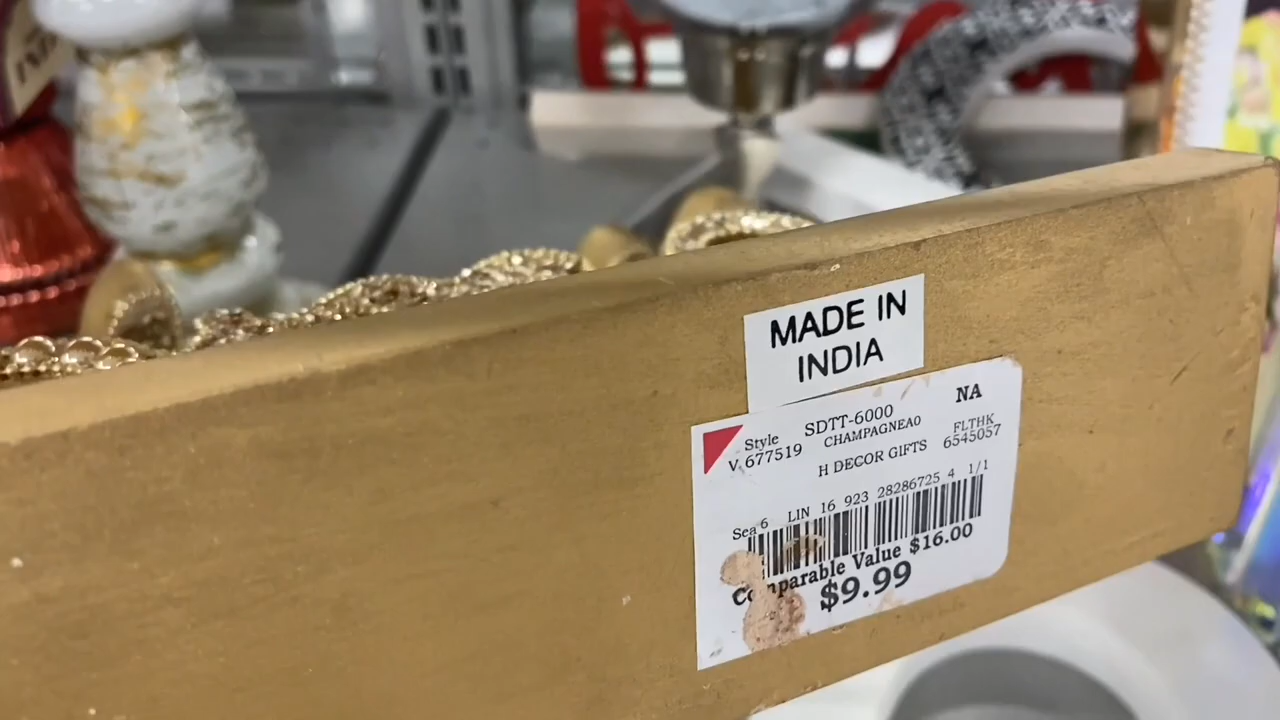 MADE IN
INDIA
Style SDTT-6000 NA
V 677519 CHAMPAGNEA0 FLTHK
H DECOR GIFTS 6545057
Sea 6 LIN 16 923 28286725 4 1/1
Comparable Value $16.00
$9.99